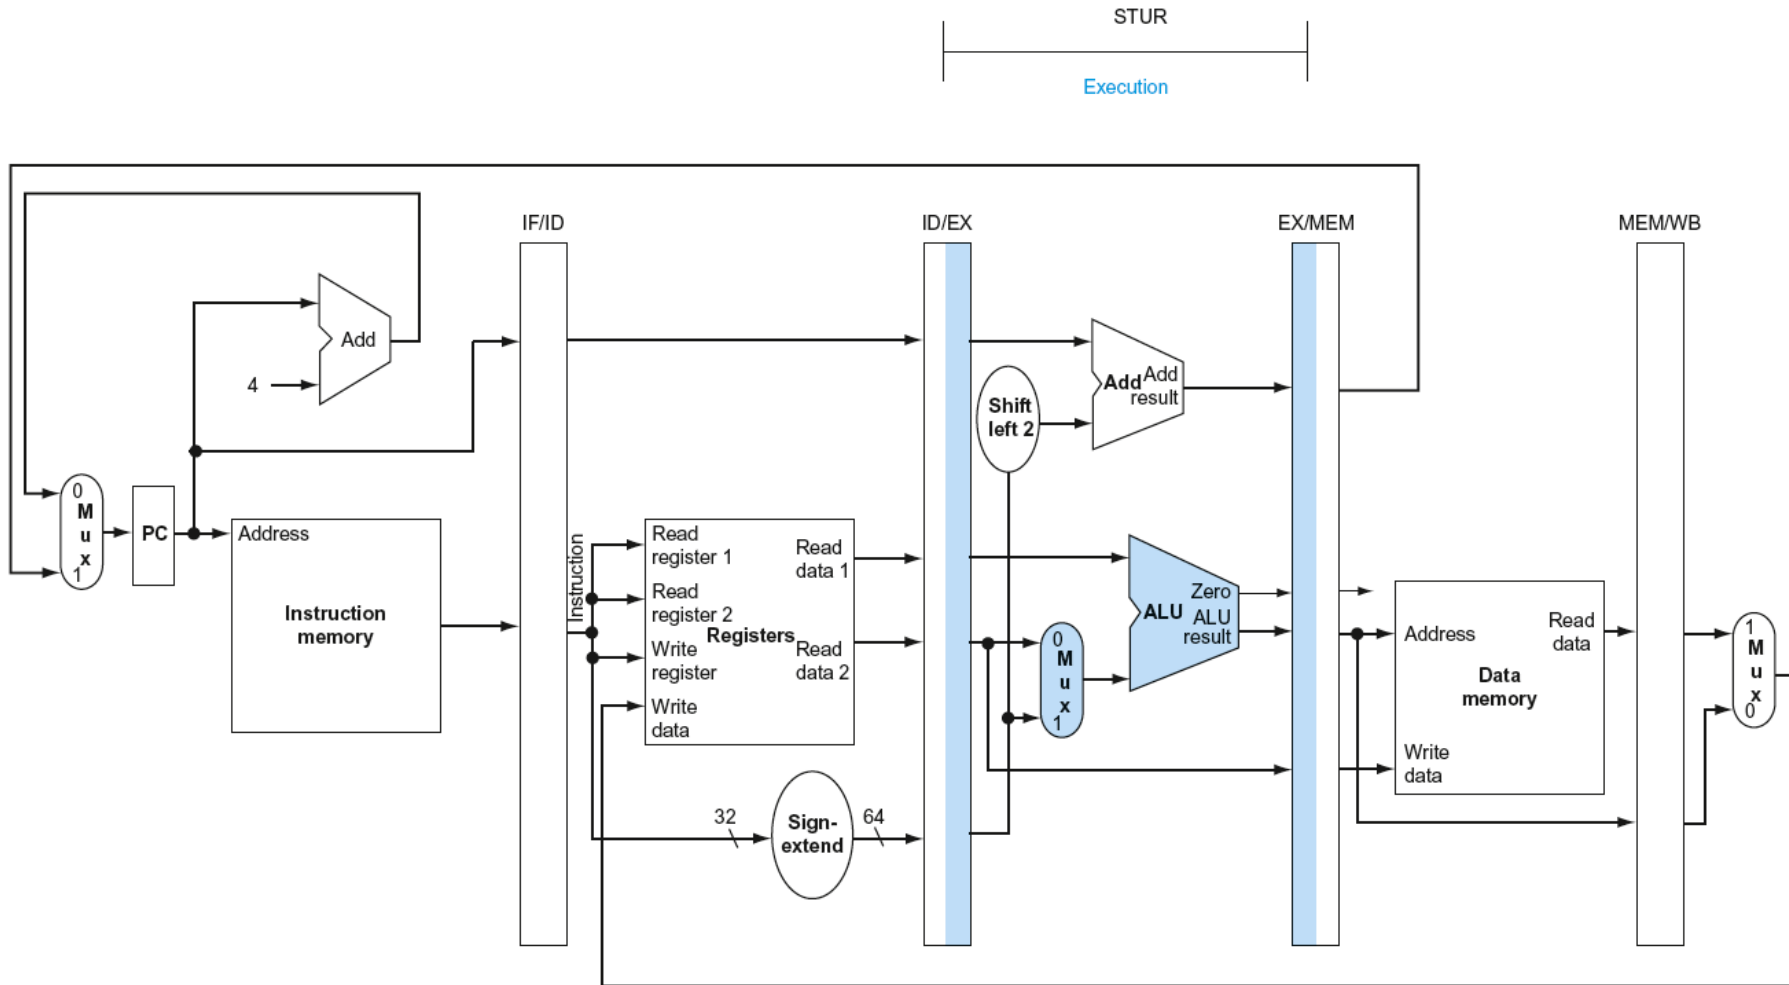 STUR
Execution
IF/ID
ID/EX
EX/MEM
MEM/WB
Add
4
Shift
left 2
Add
Add
result
0
M
u
x
1
PC
Address
Instruction
memory
Instruction
Read
register 1
Read
register 2
Write
register
Write
data
Registers
Read
data 1
Read
data 2
32
Sign-
extend
64
0
M
u
x
1
ALU
Zero
ALU
result
Address
Read
data
Data
memory
Write
data
1
M
u
x
0